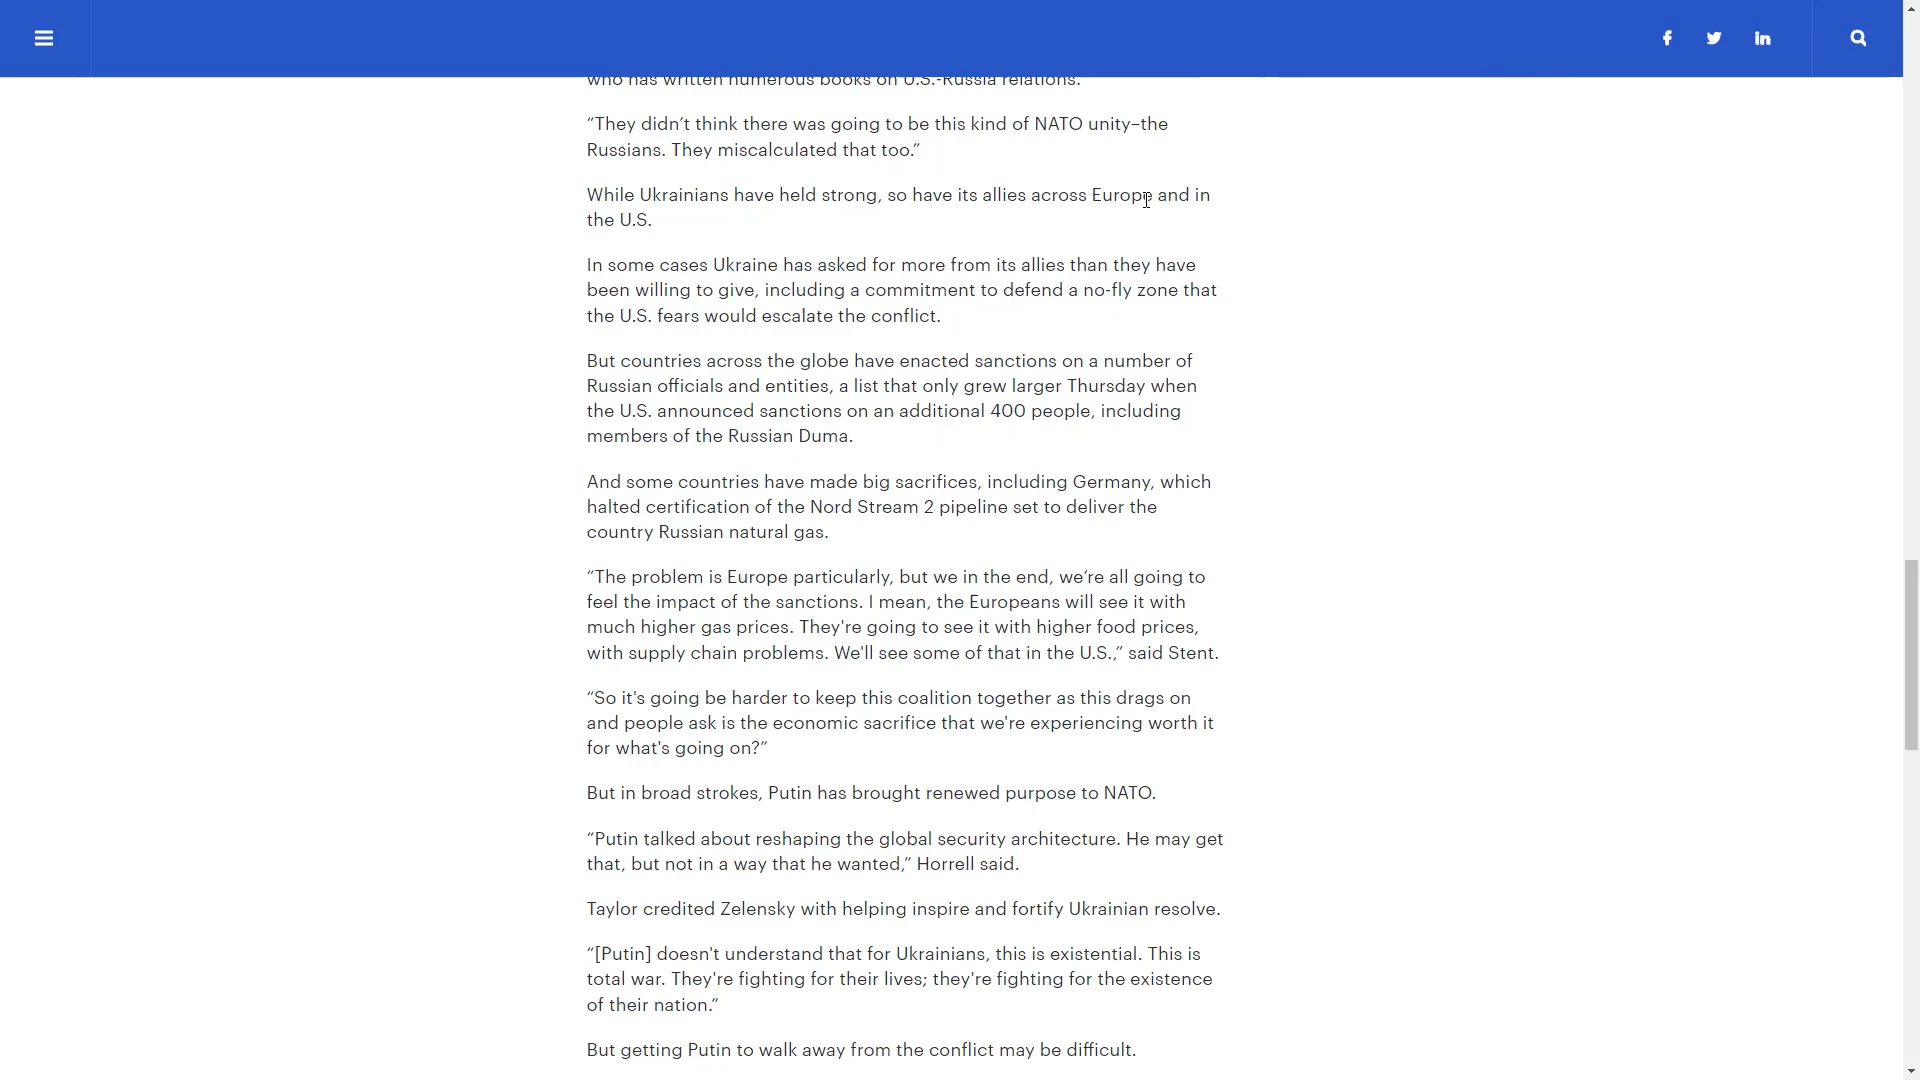 who has written numerous books on U.S.-Russia relations.
“They didn’t think there was going to be this kind of NATO unity–the
Russians. They miscalculated that too.”
While Ukrainians have held strong, so have its allies across Europe and in
the U.S.
In some cases Ukraine has asked for more from its allies than they have
been willing to give, including a commitment to defend a no-fly zone that
the U.S. fears would escalate the conflict.
But countries across the globe have enacted sanctions on a number of
Russian officials and entities, a list that only grew larger Thursday when
the U.S. announced sanctions on an additional 400 people, including
members of the Russian Duma.
And some countries have made big sacrifices, including Germany, which
halted certification of the Nord Stream 2 pipeline set to deliver the
country Russian natural gas.
“The problem is Europe particularly, but we in the end, we’re all going to
feel the impact of the sanctions. I mean, the Europeans will see it with
much higher gas prices. They're going to see it with higher food prices,
with supply chain problems. We'll see some of that in the U.S.,” said Stent.
“So it's going be harder to keep this coalition together as this drags on
and people ask is the economic sacrifice that we're experiencing worth it
for what's going on?”
But in broad strokes, Putin has brought renewed purpose to NATO.
“Putin talked about reshaping the global security architecture. He may get
that, but not in a way that he wanted,” Horrell said.
Taylor credited Zelensky with helping inspire and fortify Ukrainian resolve.
“[Putin] doesn't understand that for Ukrainians, this is existential. This is
total war. They're fighting for their lives; they're fighting for the existence
of their nation.”
But getting Putin to walk away from the conflict may be difficult.